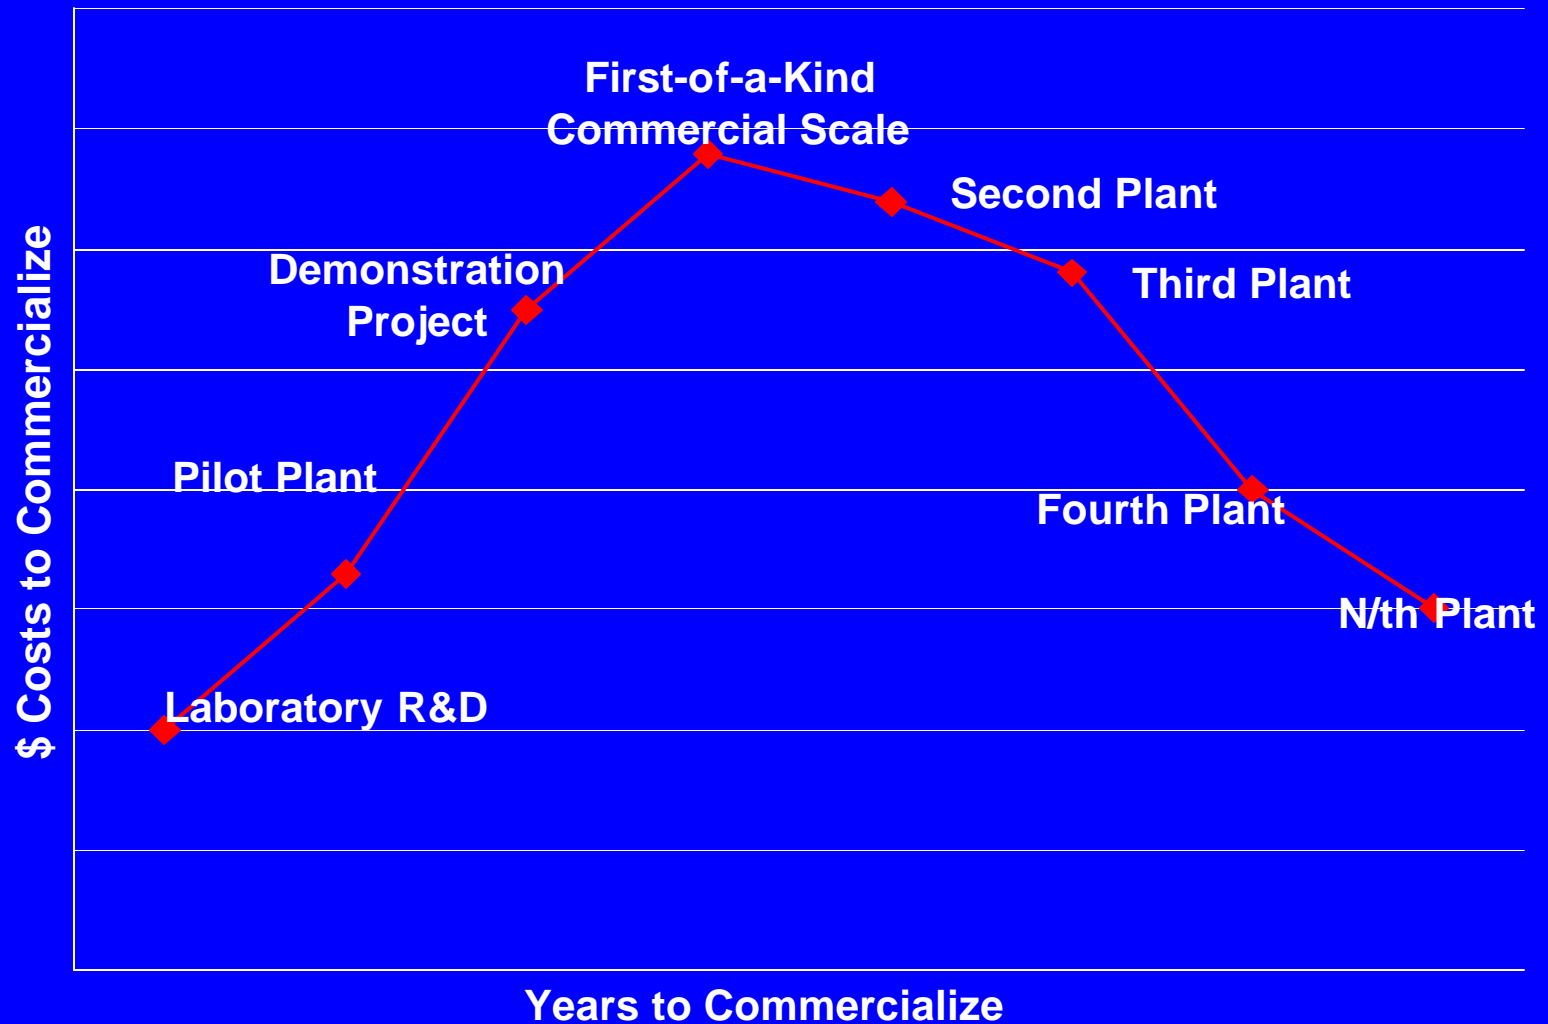 First-of-a-Kind
Commercial Scale
Second Plant
Demonstration
Project
Third Plant
Pilot Plant
Fourth Plant
N/th Plant
Laboratory R&D
$ Costs to Commercialize
Years to Commercialize